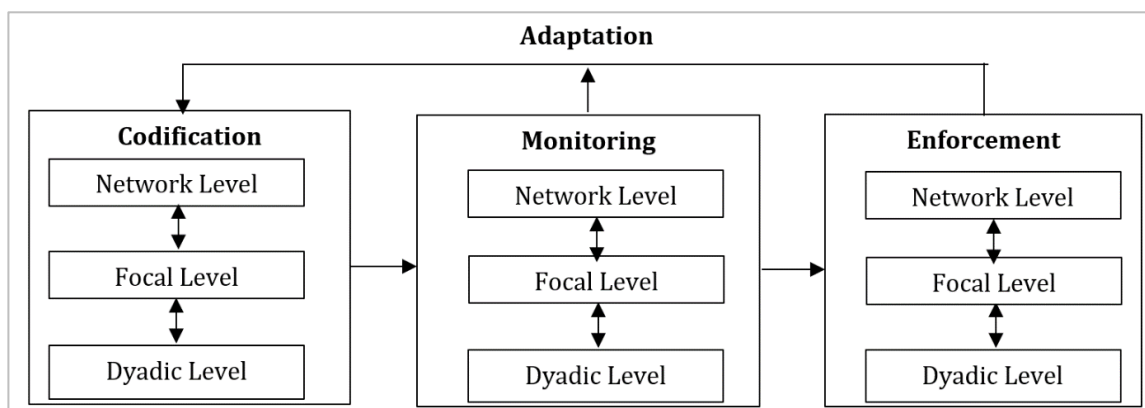 Adaptation
Codification
Network Level
Focal Level
Dyadic Level
Monitoring
Network Level
Focal Level
Dyadic Level
Enforcement
Network Level
Focal Level
Dyadic Level